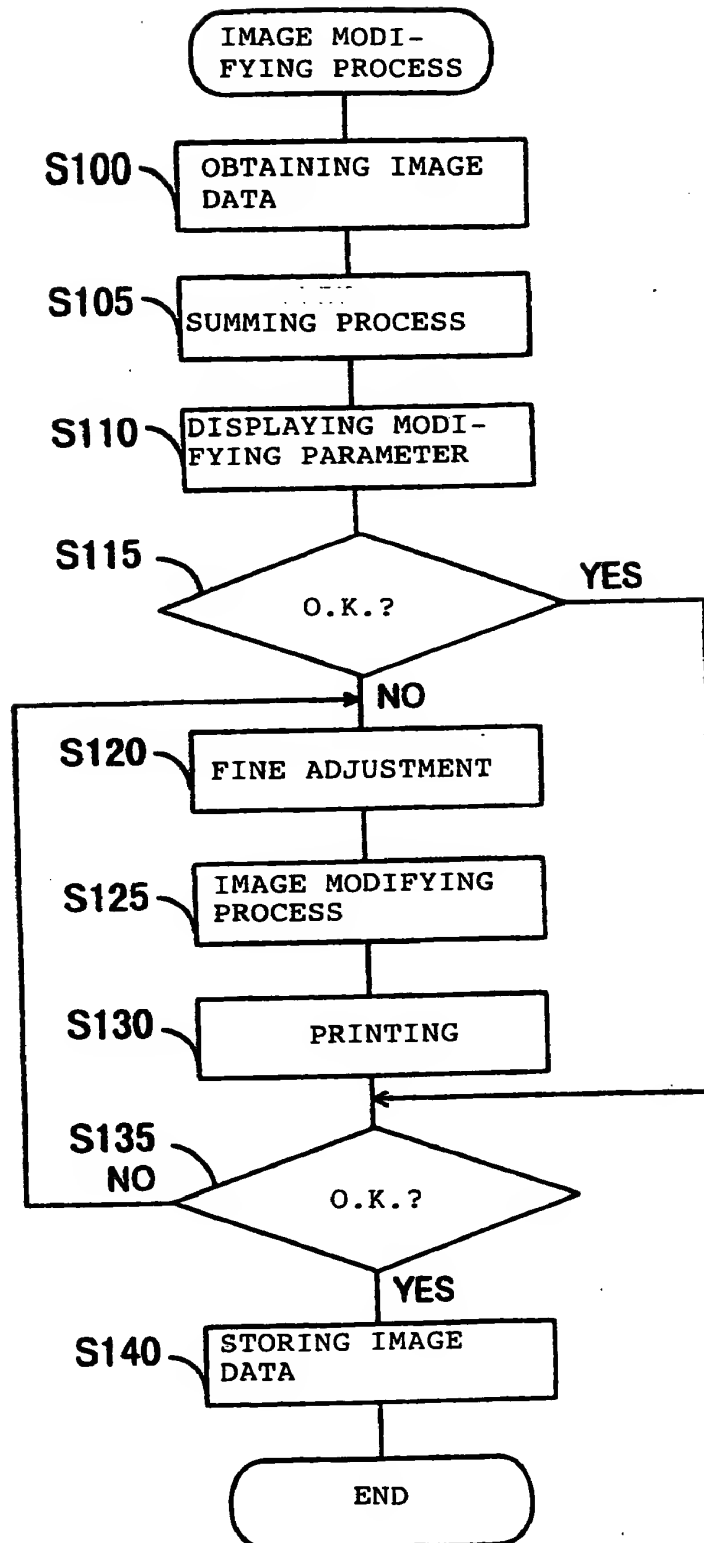 IMAGE MODI-
FYING PROCESS
S100
OBTAINING IMAGE
DATA
S105
SUMMING PROCESS
S110
DISPLAYING MODI-
FYING PARAMETER
S115
O.K.?
YES
NO
S120
FINE ADJUSTMENT
S125
IMAGE MODIFYING
PROCESS
S130
PRINTING
S135
NO
O.K.?
YES
S140
STORING IMAGE
DATA
END